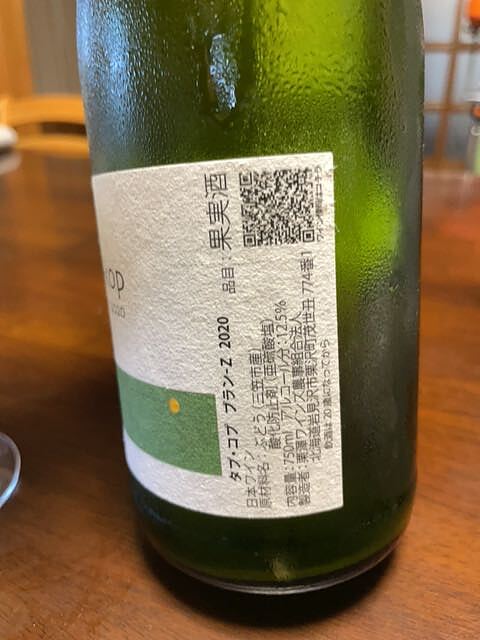 op
2020
タプ・コプ ブラン-Z 2020
品目：果実酒
日本ワイン
原材料名：ぶどう（三笠市産）
酸化防止剤（亜硫酸塩）
内容量：750ml アルコール分：12.5%
製造者：栗澤ワインズ農事組合法人
北海道岩見沢市栗沢町茂世丑 774番1
飲酒は20歳になってから